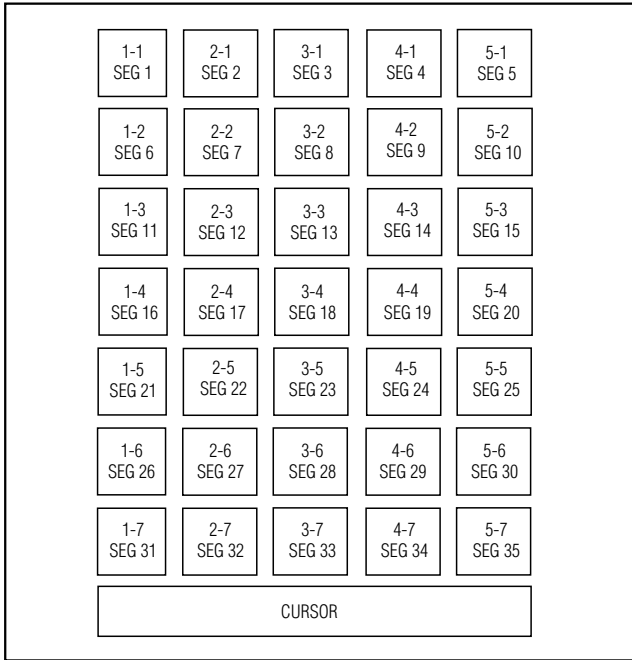 1-1 2-1 3-1 4-1 5-1
SEG 1 SEG 2 SEG 3 SEG 4 SEG 5
1-2 2-2 3-2 4-2 5-2
SEG 6 SEG 7 SEG 8 SEG 9 SEG 10
1-3 2-3 3-3 4-3 5-3
SEG 11 SEG 12 SEG 13 SEG 14 SEG 15
1-4 2-4 3-4 4-4 5-4
SEG 16 SEG 17 SEG 18 SEG 19 SEG 20
1-5 2-5 3-5 4-5 5-5
SEG 21 SEG 22 SEG 23 SEG 24 SEG 25
1-6 2-6 3-6 4-6 5-6
SEG 26 SEG 27 SEG 28 SEG 29 SEG 30
1-7 2-7 3-7 4-7 5-7
SEG 31 SEG 32 SEG 33 SEG 34 SEG 35
CURSOR